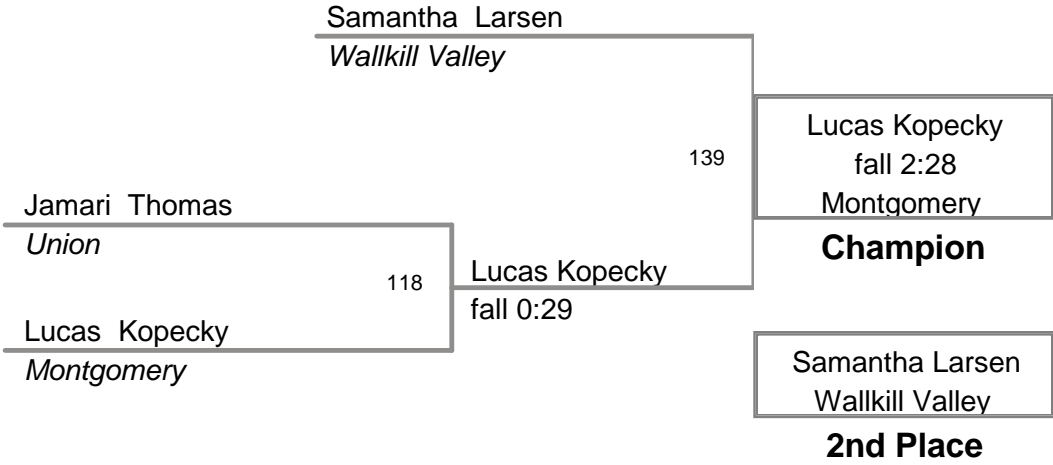 Samantha Larsen
Wallkill Valley
139
Lucas Kopecky
fall 2:28
Montgomery
Champion
Jamari Thomas
Union
118
Lucas Kopecky
fall 0:29
Lucas Kopecky
Montgomery
Samantha Larsen
Wallkill Valley
2nd Place